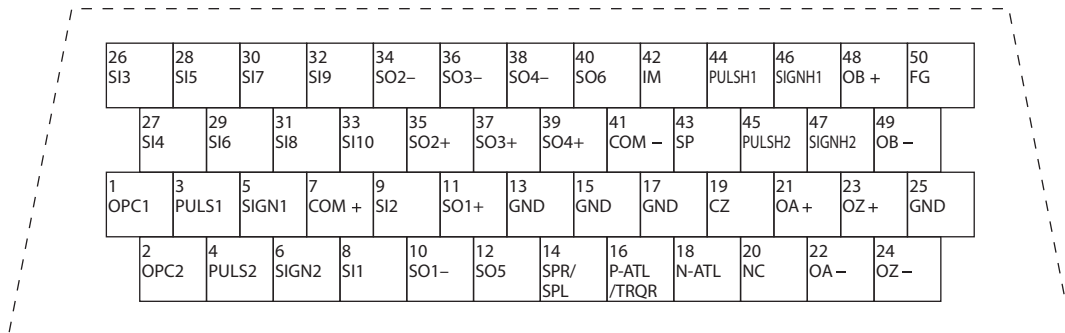 26 28 30 32 34 36 38 40 42 44 46 48 50
SI3 SI5 SI7 SI9 SO2− SO3− SO4− SO6 IM PULSH1 SIGNH1 OB + FG
27 29 31 33 35 37 39 41 43 45 47 49
SI4 SI6 SI8 SI10 SO2+ SO3+ SO4+ COM − SP PULSH2 SIGNH2 OB −
1 3 5 7 9 11 13 15 17 19 21 23 25
OPC1 PULS1 SIGN1 COM + SI2 SO1+ GND GND GND CZ OA + OZ + GND
2 4 6 8 10 12 14 16 18 20 22 24
OPC2 PULS2 SIGN2 SI1 SO1− SO5 SPR/ P-ATL N-ATL NC OA − OZ −
SPL /TRQR